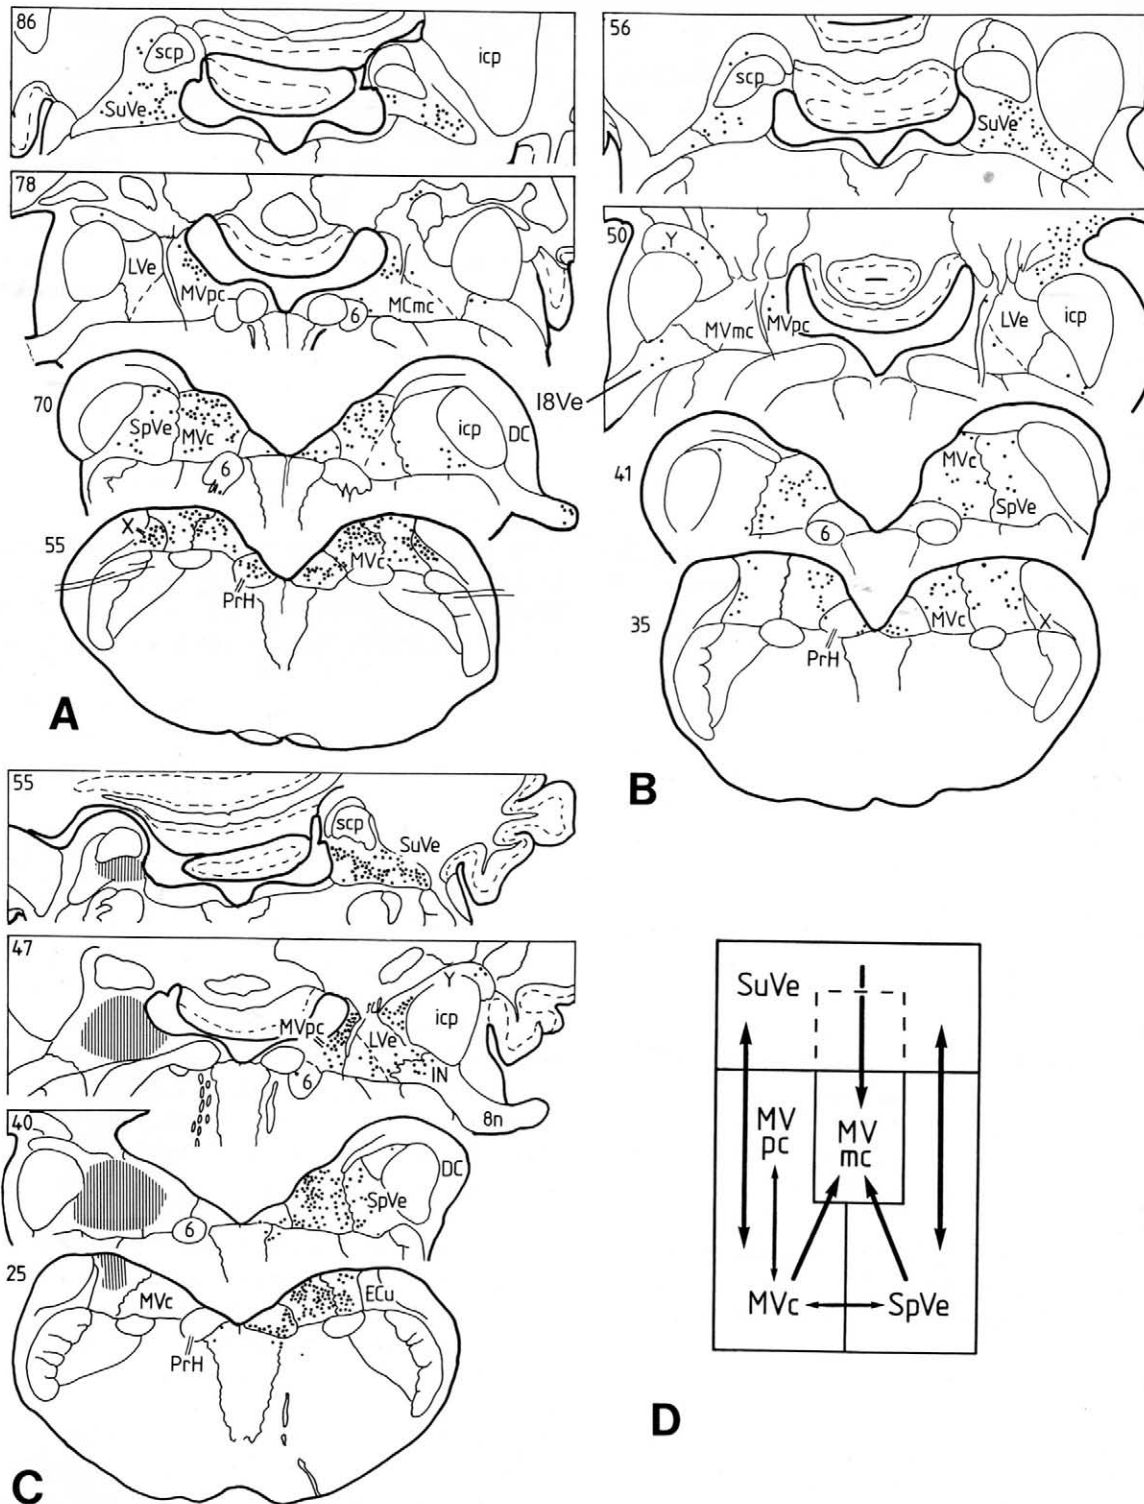 86
scp
icp
SuVe
78
LVe
MVpc
6
MCmc
70
SpVe
MVc
6
icp
DC
55
X
MVc
PrH
A
56
scp
SuVe
50
Y
MVmc
MVpc
LVe
icp
I8Ve
41
MVc
SpVe
6
35
MVc
X
PrH
B
55
scp
SuVe
47
Y
MVpc
LVe
icp
IN
6
8n
40
DC
SpVe
6
25
MVc
ECu
PrH
C
SuVe
MV
pc
MV
mc
MVc
SpVe
D